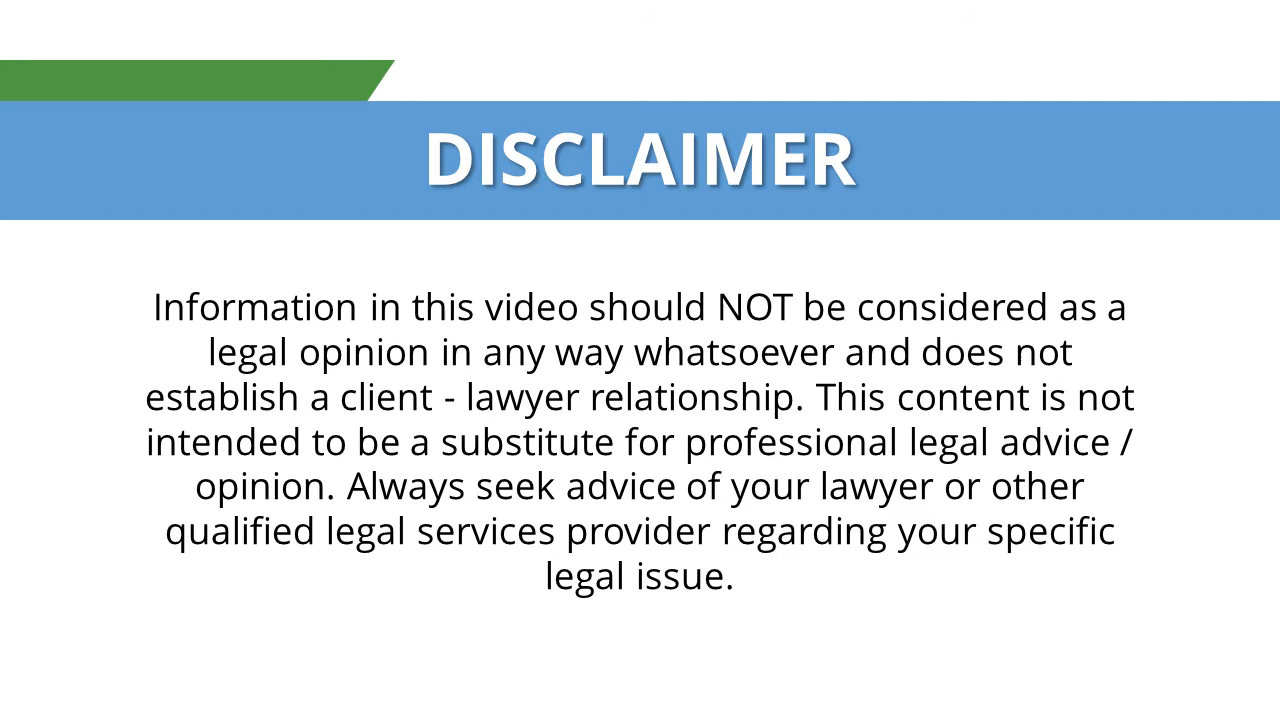 DISCLAIMER
Information in this video should NOT be considered as a
legal opinion in any way whatsoever and does not
establish a client - lawyer relationship. This content is not
intended to be a substitute for professional legal advice /
opinion. Always seek advice of your lawyer or other
qualified legal services provider regarding your specific
legal issue.